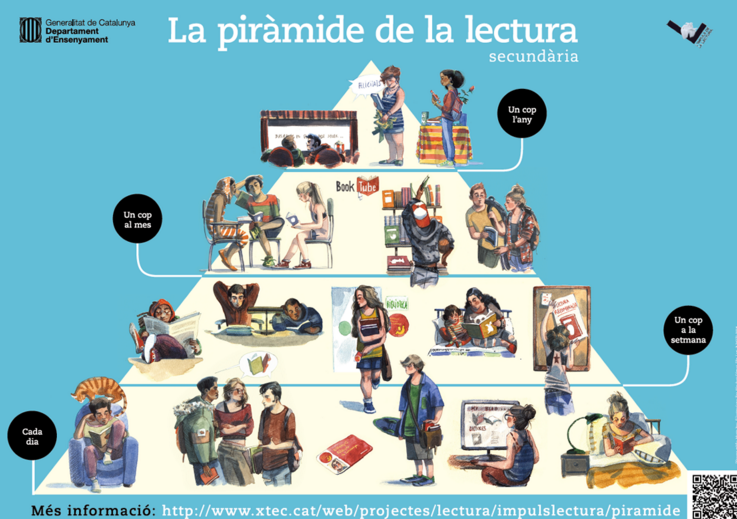 Generalitat de Catalunya
Departament
d'Ensenyament
La piràmide de la lectura
secundària
Un cop
l'any
Book Tube
Un cop
al mes
BIBLIOTECA
Un cop
a la
setmana
Cada
dia
Més informació: http://www.xtec.cat/web/projectes/lectura/impulslectura/piramide